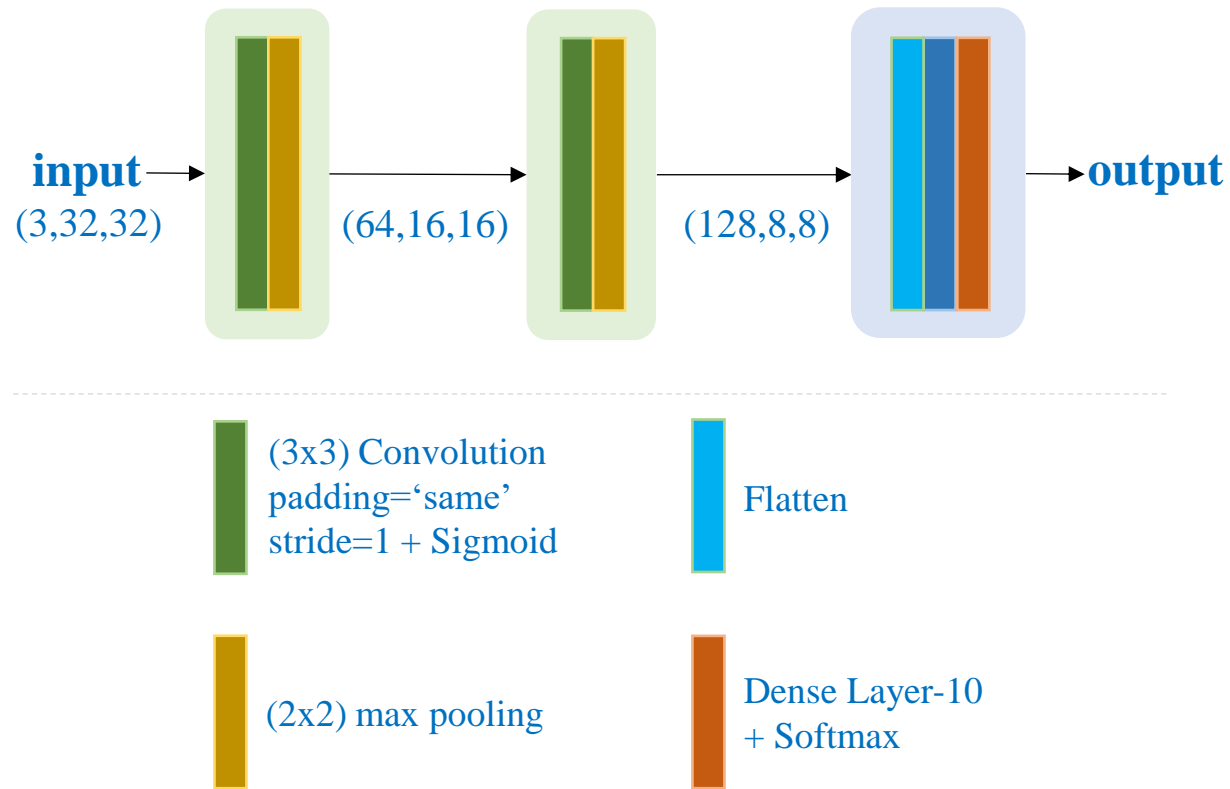 input
output
(3,32,32)
(64,16,16)
(128,8,8)
(3x3) Convolution
padding=‘same’
stride=1 + Sigmoid
Flatten
(2x2) max pooling
Dense Layer-10
+ Softmax